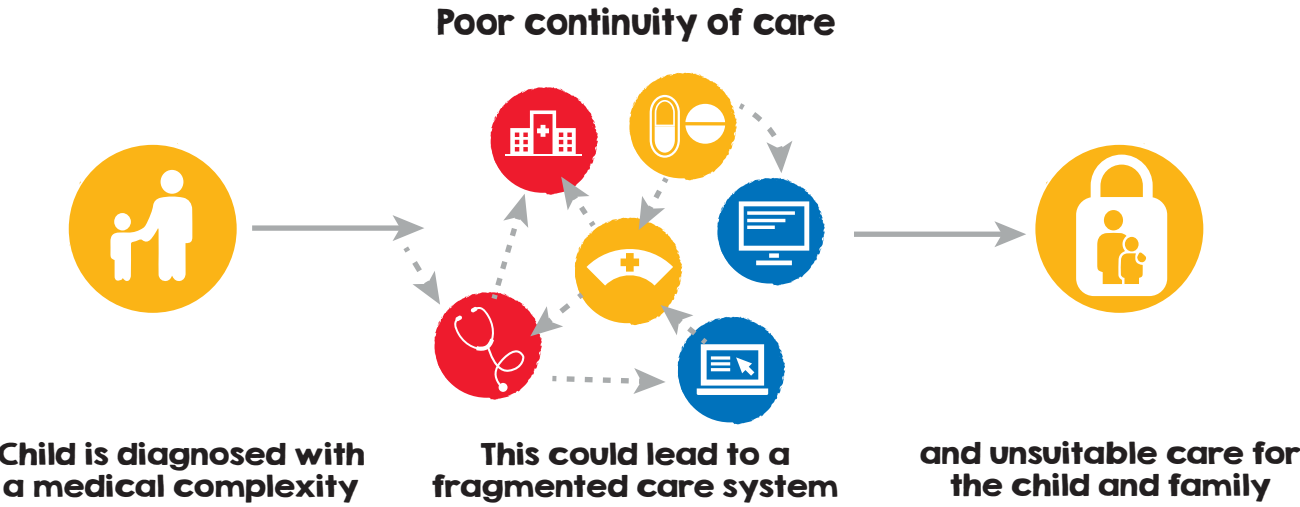 Poor continuity of care
Child is diagnosed with
a medical complexity
This could lead to a
fragmented care system
and unsuitable care for
the child and family